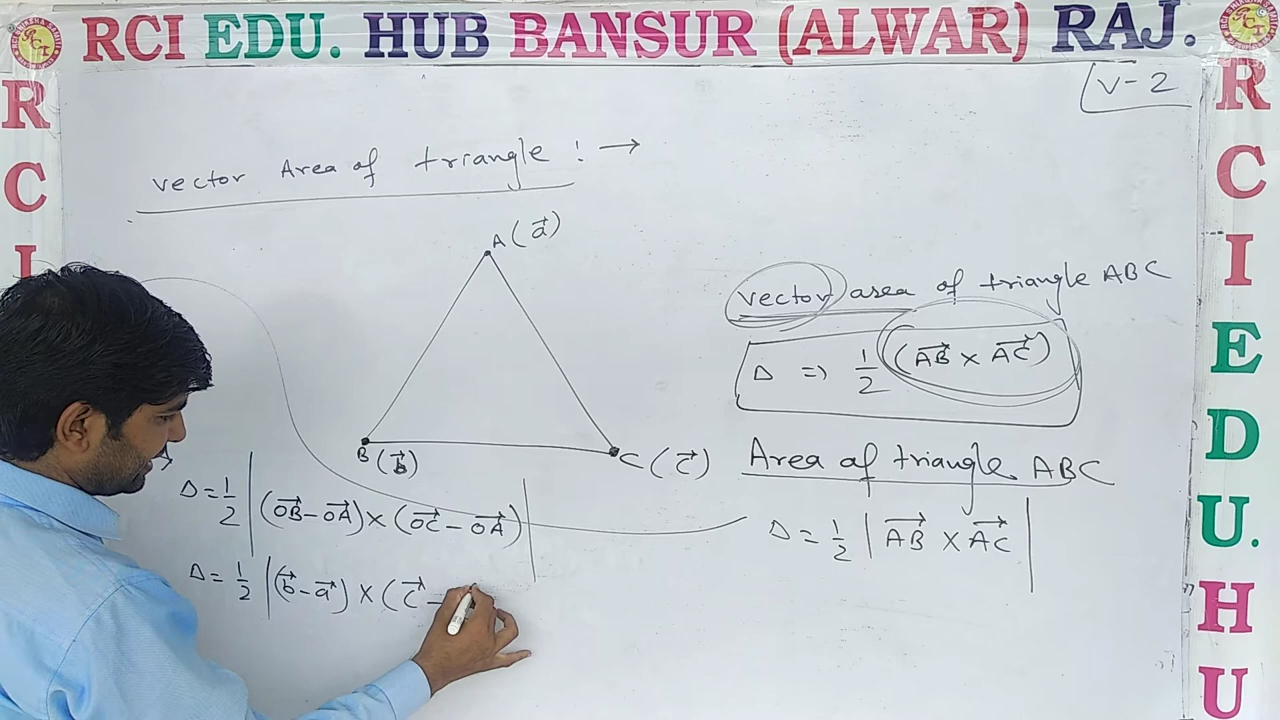 RCI EDU. HUB BANSUR (ALWAR) RAJ.
V-2
R
C
I
R
C
I
E
D
U.
H
U
vector Area of triangle : →
A(a⃗)
B(b⃗)
C(c⃗)
vector area of triangle ABC
Δ ⇒ 1/2 (AB⃗ × AC⃗)
Area of triangle ABC
Δ = 1/2 |AB⃗ × AC⃗|
Δ = 1/2 |(OB⃗ - OA⃗) × (OC⃗ - OA⃗)|
Δ = 1/2 |(b⃗ - a⃗) × (c⃗ -